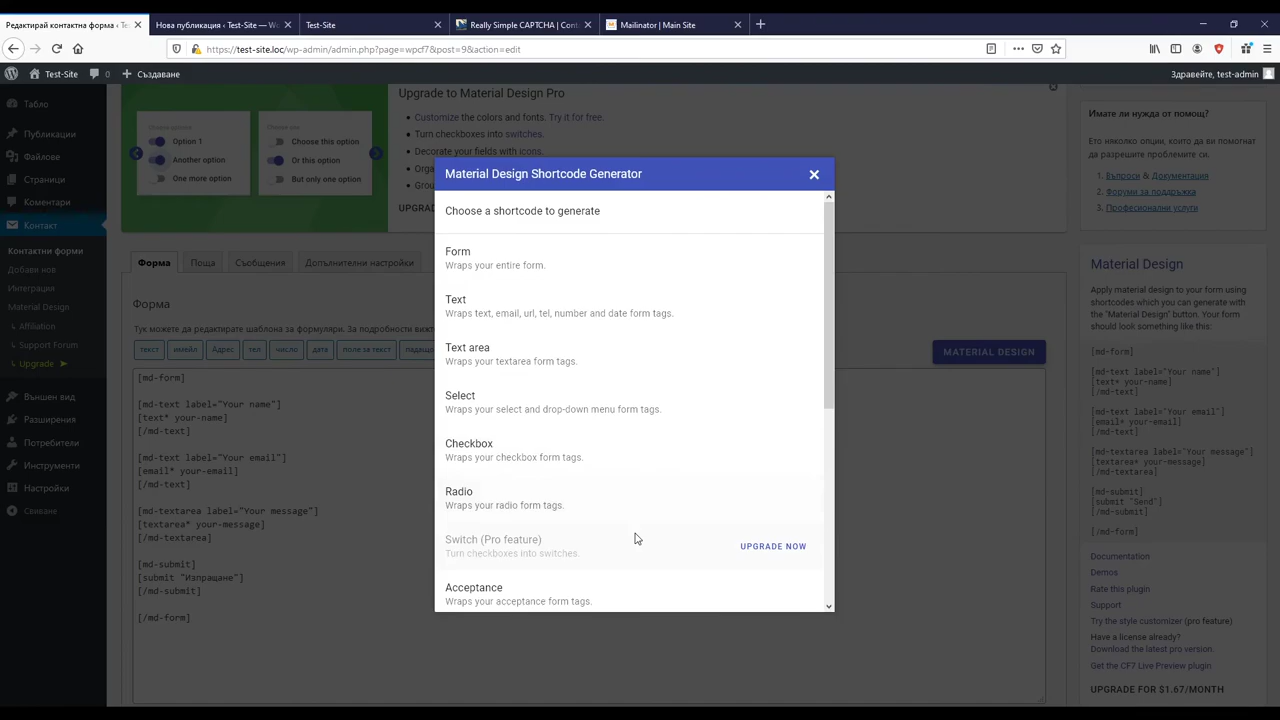 Редактирай контактна форма ‹ T
Нова публикация ‹ Test-Site — Wo
Test-Site
Really Simple CAPTCHA | Cont
Mailinator | Main Site
https://test-site.loc/wp-admin/admin.php?page=wpcf7&post=9&action=edit
Test-Site
0
Създаване
Здравейте, test-admin
Табло
Публикации
Файлове
Страници
Коментари
Контакт
Контактни форми
Добави нов
Интеграция
Material Design
Affiliation
Support Forum
Upgrade
Външен вид
Разширения
Потребители
Инструменти
Настройки
Свиване
Option 1
Another option
One more option
Choose this option
Or this option
But only one option
Upgrade to Material Design Pro
Customize the colors and fonts. Try it for free.
Turn checkboxes into switches.
Decorate your fields with icons.
Orga
Grou
UPGRAD
Форма
Поща
Съобщения
Допълнителни настройки
Форма
Тук можете да редактирате шаблона за формуляри. За подробности вижте
текст
имейл
Адрес
тел
число
дата
поле за текст
падащо
MATERIAL DESIGN
[md-form]
[md-text label="Your name"]
[text* your-name]
[/md-text]
[md-text label="Your email"]
[email* your-email]
[/md-text]
[md-textarea label="Your message"]
[textarea* your-message]
[/md-textarea]
[md-submit]
[submit "Изпращане"]
[/md-submit]
[/md-form]
Material Design Shortcode Generator
Choose a shortcode to generate
Form
Wraps your entire form.
Text
Wraps text, email, url, tel, number and date form tags.
Text area
Wraps your textarea form tags.
Select
Wraps your select and drop-down menu form tags.
Checkbox
Wraps your checkbox form tags.
Radio
Wraps your radio form tags.
Switch (Pro feature)
Turn checkboxes into switches.
UPGRADE NOW
Acceptance
Wraps your acceptance form tags.
Имате ли нужда от помощ?
Ето няколко опции, които да ви помогнат
да разрешите проблемите си.
1. Въпроси & Документация
2. Форуми за поддръжка
3. Професионални услуги
Material Design
Apply material design to your form using
shortcodes which you can generate with
the "Material Design" button. Your form
should look something like this:
[md-form]
[md-text label="Your name"]
[text* your-name]
[/md-text]
[md-text label="Your email"]
[email* your-email]
[/md-text]
[md-textarea label="Your message"]
[textarea* your-message]
[/md-textarea]
[md-submit]
[submit "Send"]
[/md-submit]
[/md-form]
Documentation
Demos
Rate this plugin
Support
Try the style customizer (pro feature)
Have a license already?
Download the latest pro version.
Get the CF7 Live Preview plugin
UPGRADE FOR $1.67/MONTH